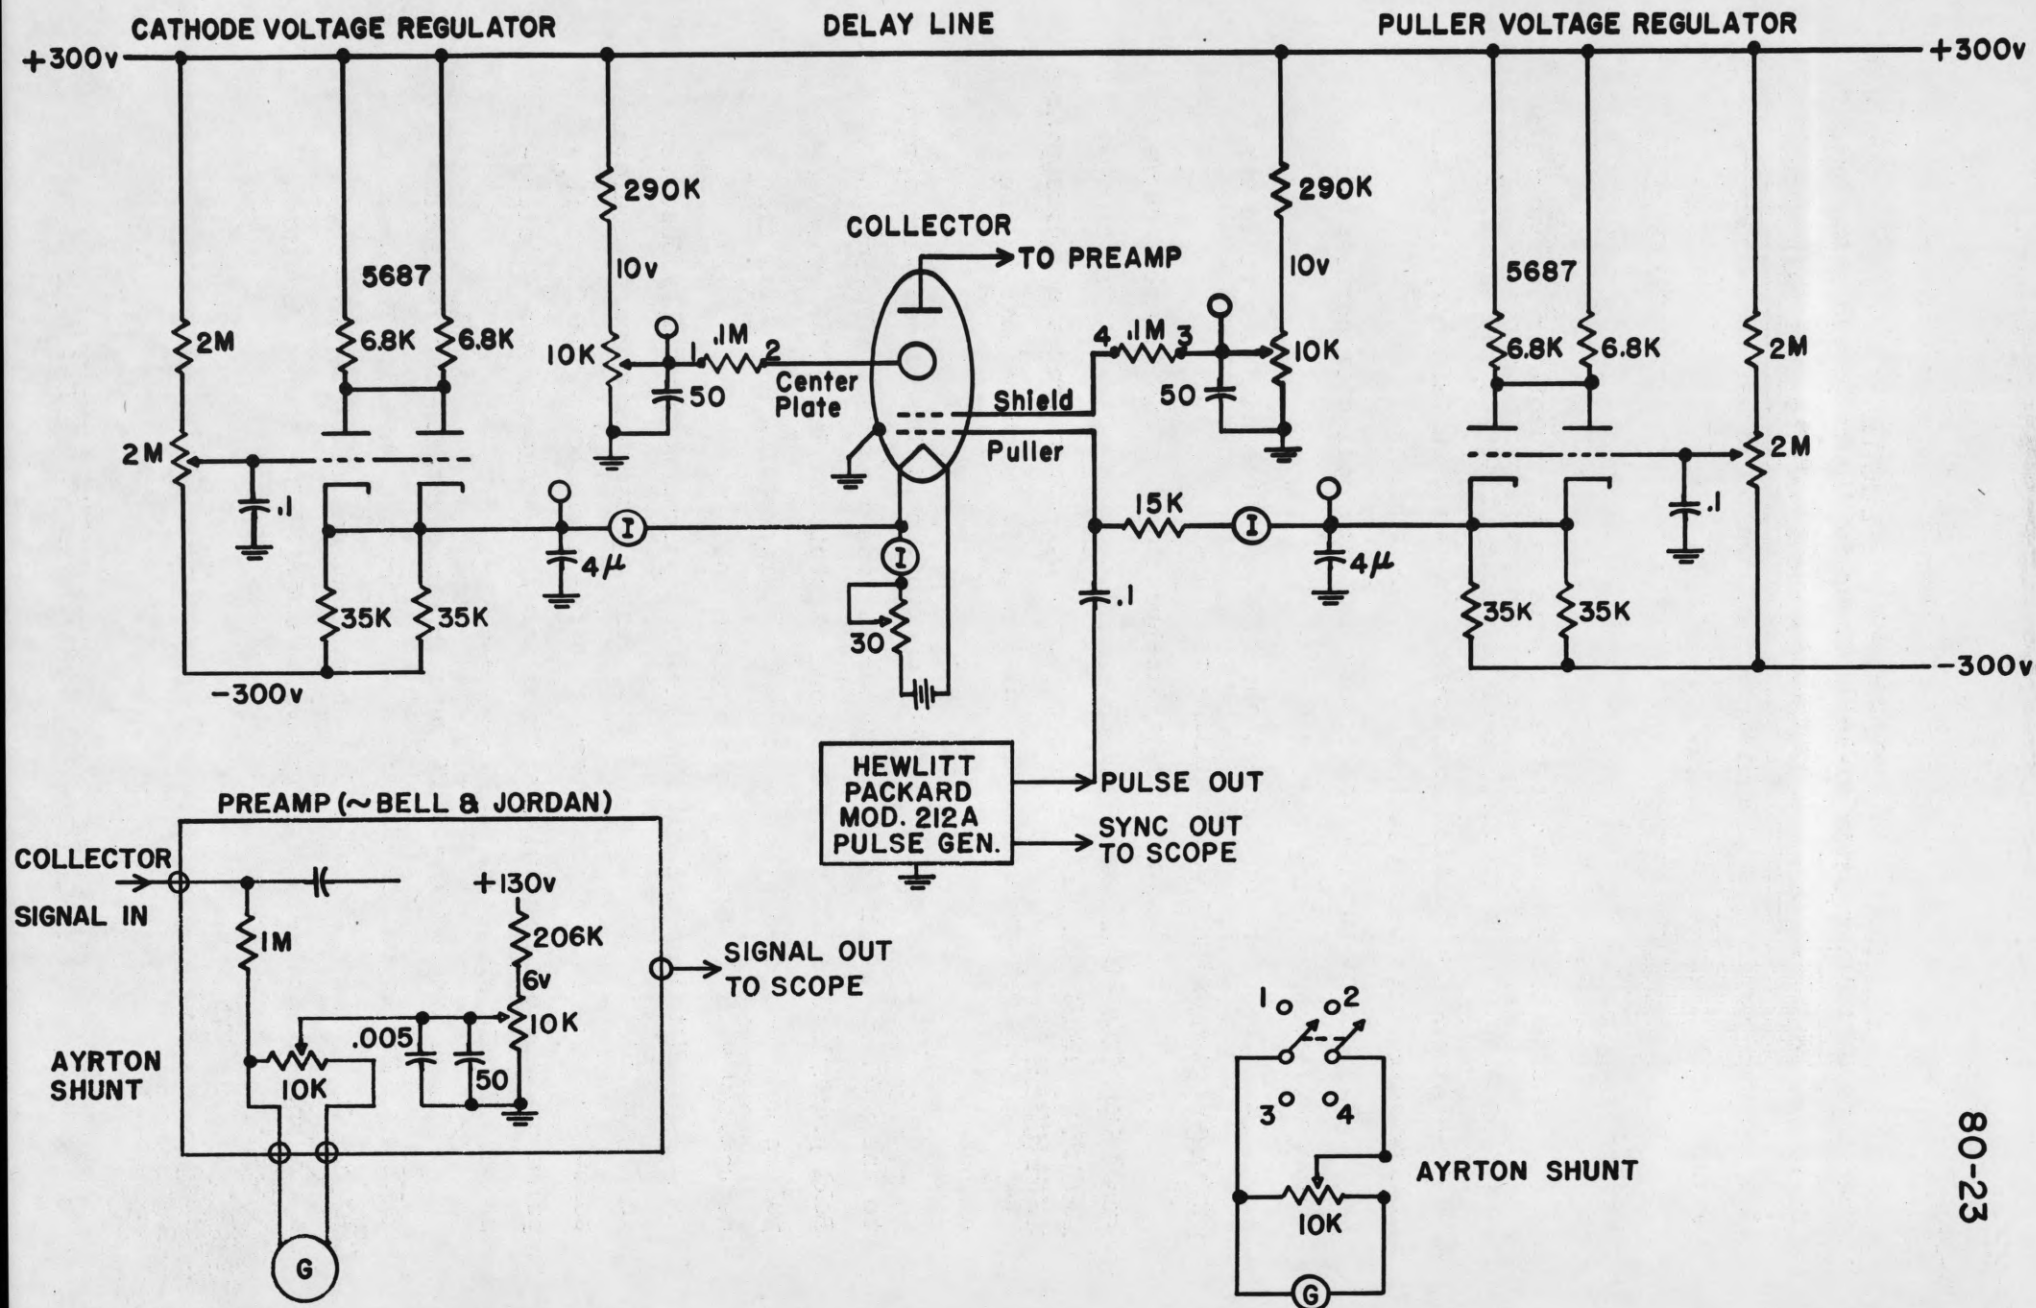 CATHODE VOLTAGE REGULATOR
DELAY LINE
PULLER VOLTAGE REGULATOR
+300v
+300v
290K
290K
COLLECTOR
TO PREAMP
5687
10v
10v
5687
2M
6.8K
6.8K
10K
1
.1M
2
4
.1M
3
10K
6.8K
6.8K
2M
Center
Plate
50
50
Shield
Puller
2M
2M
.1
15K
.1
I
I
I
4μ
4μ
.1
35K
35K
30
35K
35K
-300v
-300v
HEWLITT
PACKARD
MOD. 212A
PULSE GEN.
PULSE OUT
SYNC OUT
TO SCOPE
PREAMP (~BELL & JORDAN)
COLLECTOR
SIGNAL IN
+130v
1M
206K
6v
10K
SIGNAL OUT
TO SCOPE
.005
50
AYRTON
SHUNT
10K
G
1
2
3
4
AYRTON SHUNT
10K
G
80-23